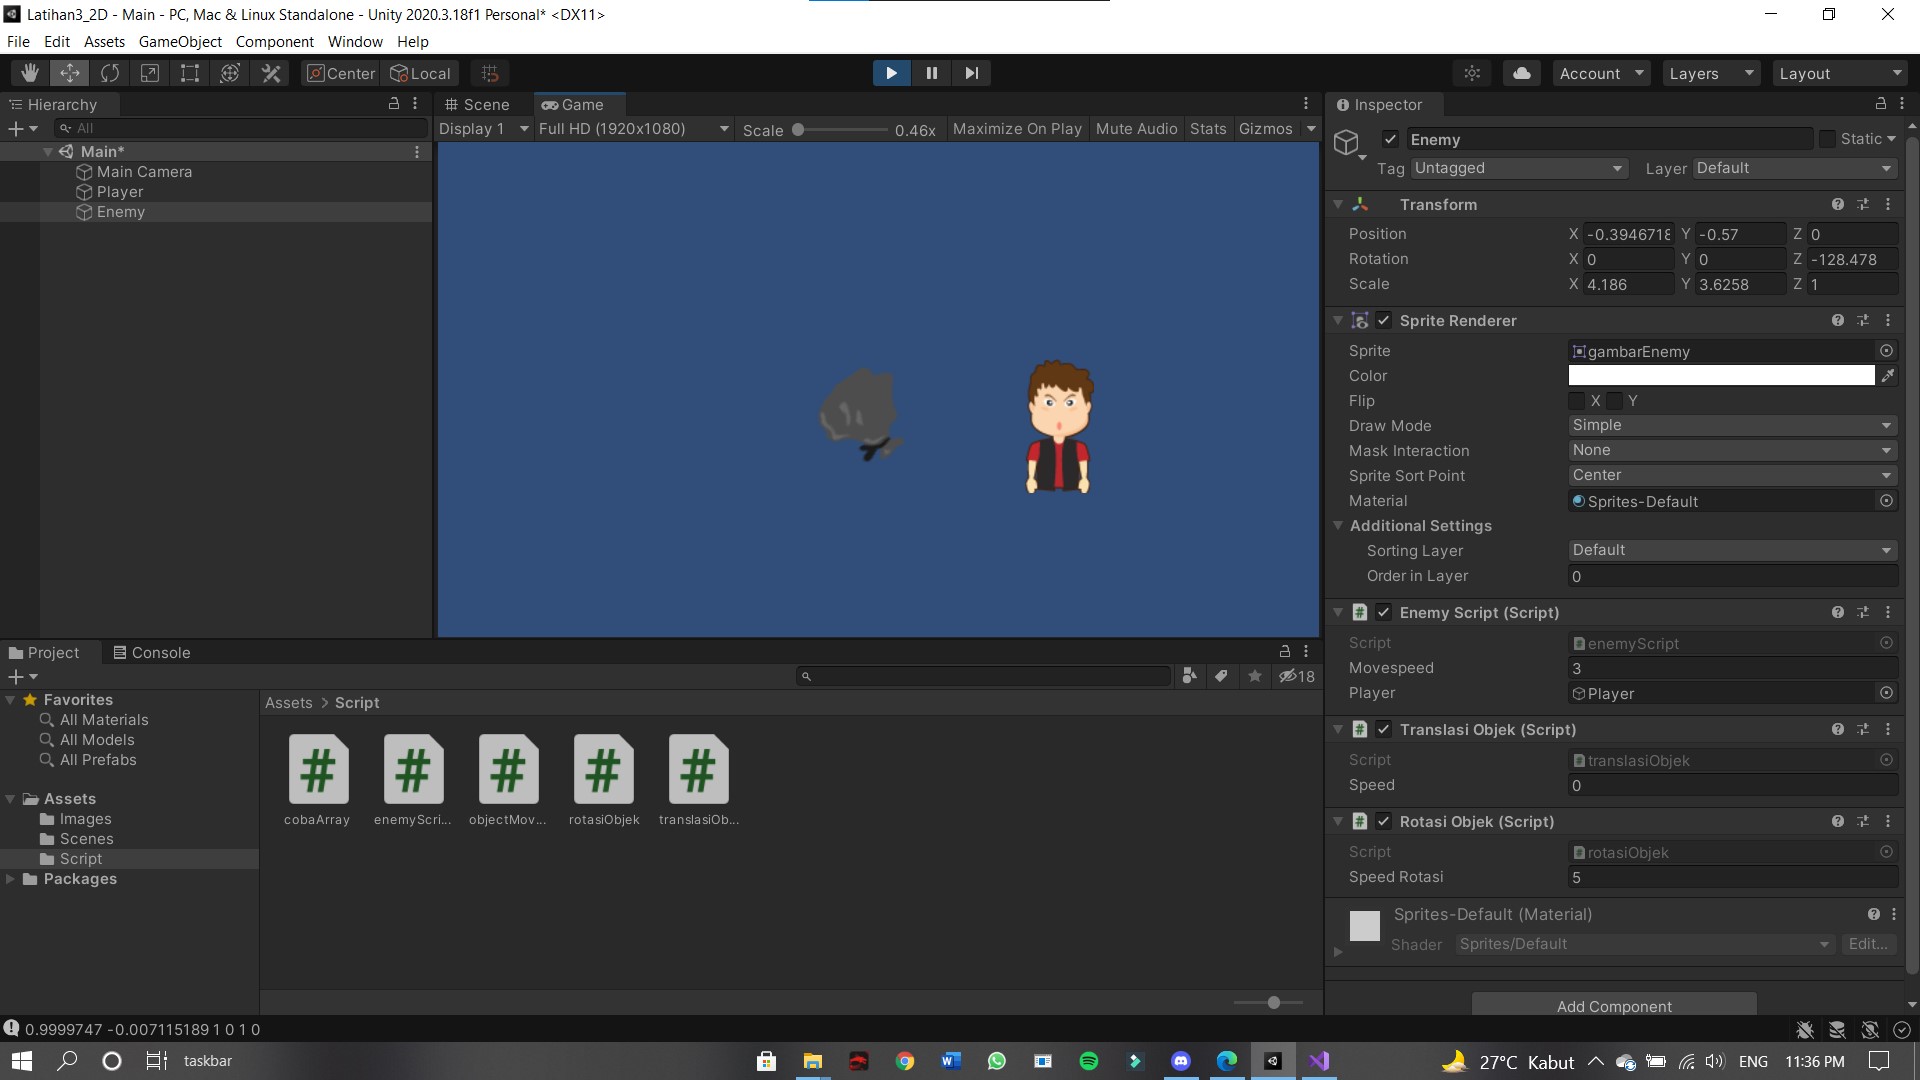 Latihan3_2D - Main - PC, Mac & Linux Standalone - Unity 2020.3.18f1 Personal* <DX11>
File Edit Assets GameObject Component Window Help
Center Local Account Layers Layout
Hierarchy
All
Main*
Main Camera
Player
Enemy
Scene Game
Display 1 Full HD (1920x1080) Scale 0.46x Maximize On Play Mute Audio Stats Gizmos
Inspector
Enemy Static
Tag Untagged Layer Default
Transform
Position X -0.3946718 Y -0.57 Z 0
Rotation X 0 Y 0 Z -128.478
Scale X 4.186 Y 3.6258 Z 1
Sprite Renderer
Sprite gambarEnemy
Color
Flip X Y
Draw Mode Simple
Mask Interaction None
Sprite Sort Point Center
Material Sprites-Default
Additional Settings
Sorting Layer Default
Order in Layer 0
# Enemy Script (Script)
Script enemyScript
Movespeed 3
Player Player
# Translasi Objek (Script)
Script translasiObjek
Speed 0
# Rotasi Objek (Script)
Script rotasiObjek
Speed Rotasi 5
Sprites-Default (Material)
Shader Sprites/Default Edit...
Add Component
Project Console
18
Favorites
All Materials
All Models
All Prefabs
Assets
Images
Scenes
Script
Packages
Assets > Script
# # # # #
cobaArray enemyScri... objectMov... rotasiObjek translasiOb...
0.9999747 -0.007115189 1 0 1 0
taskbar
27°C Kabut ENG 11:36 PM